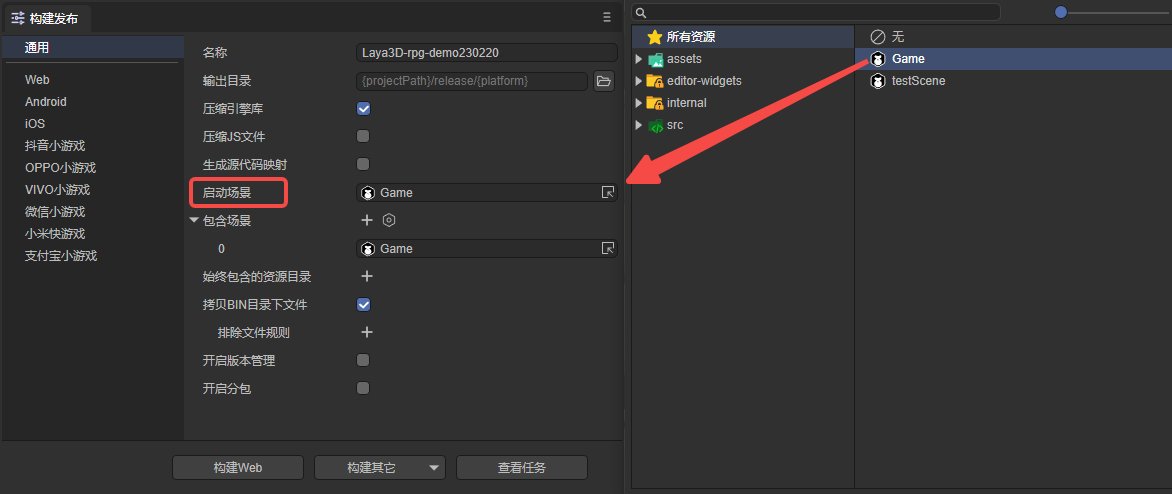 构建发布
通用
Web
Android
iOS
抖音小游戏
OPPO小游戏
VIVO小游戏
微信小游戏
小米快游戏
支付宝小游戏
名称
Laya3D-rpg-demo230220
输出目录
{projectPath}/release/{platform}
压缩引擎库
压缩JS文件
生成源代码映射
启动场景
Game
包含场景
0
Game
始终包含的资源目录
拷贝BIN目录下文件
排除文件规则
开启版本管理
开启分包
构建Web
构建其它
查看任务
所有资源
assets
editor-widgets
internal
src
无
Game
testScene